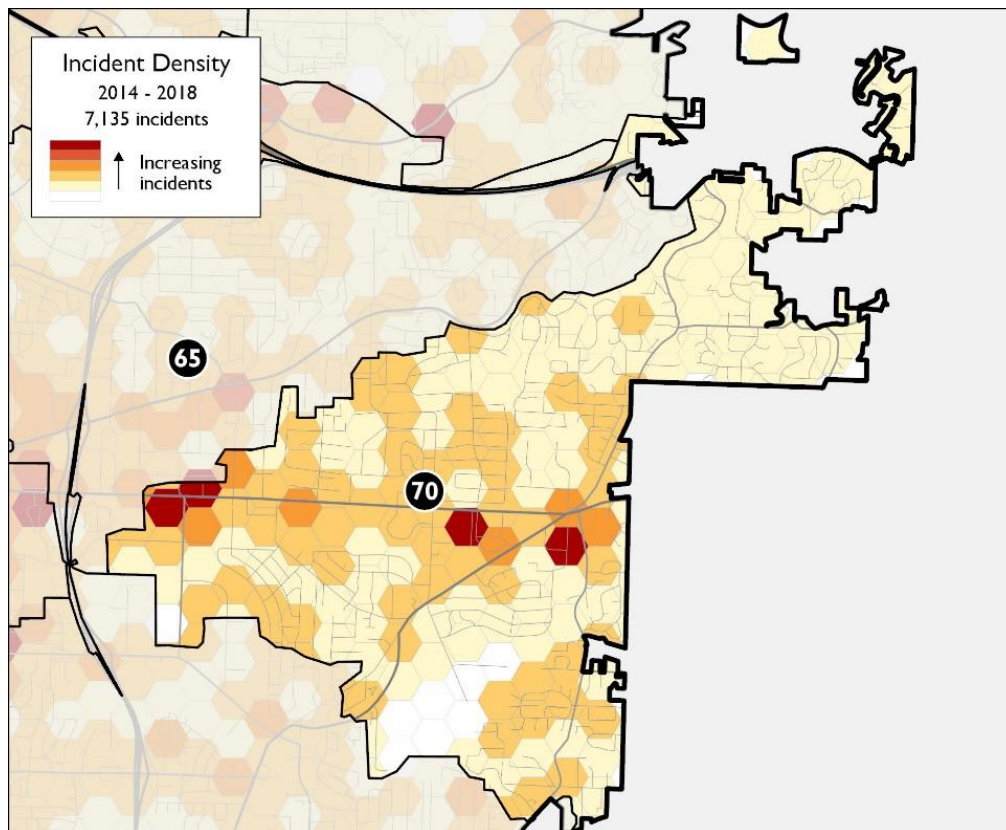 Incident Density
2014 - 2018
7,135 incidents
Increasing
incidents
65
70